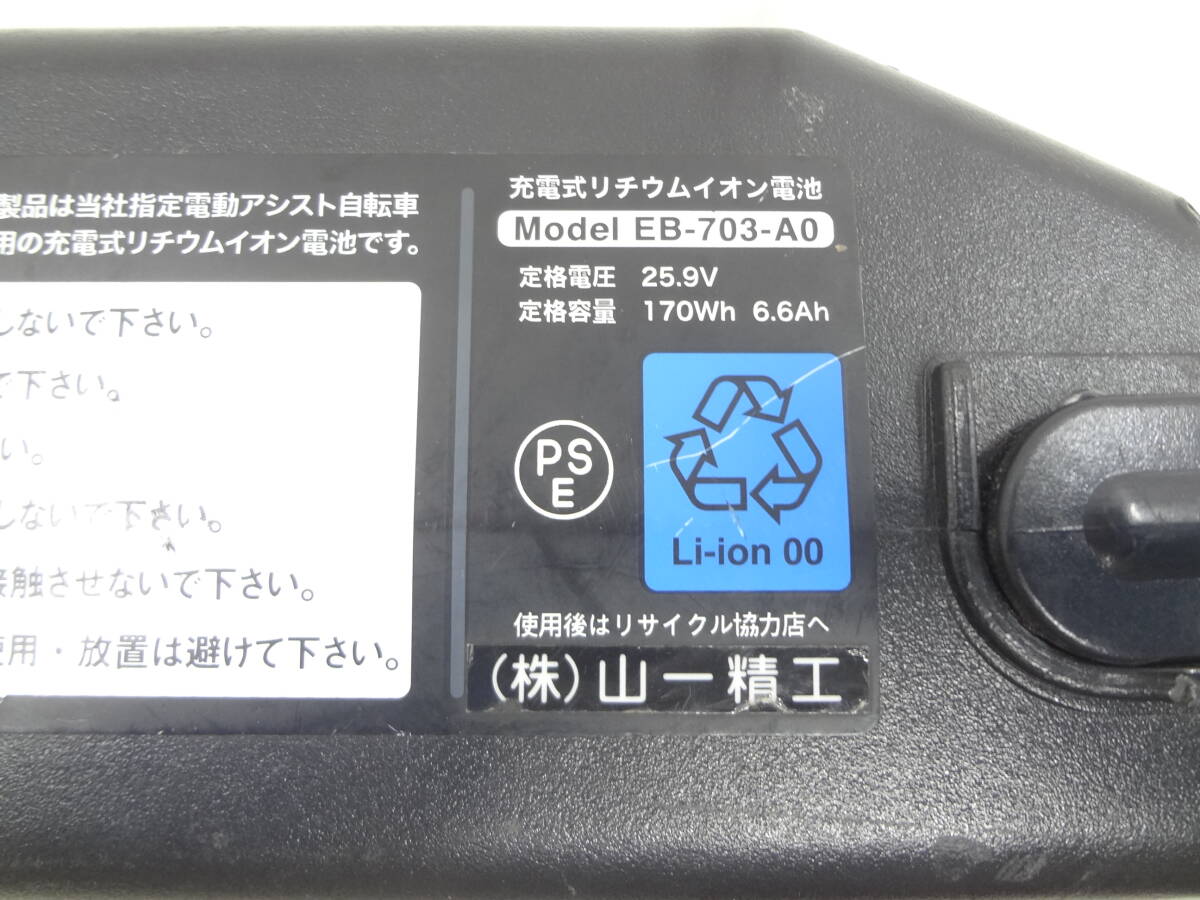 製品は当社指定電動アシスト自転車
用の充電式リチウムイオン電池です。
しないで下さい。
で下さい。
い。
しないで下さい。
接触させないで下さい。
使用・放置は避けて下さい。
充電式リチウムイオン電池
Model EB-703-A0
定格電圧 25.9V
定格容量 170Wh 6.6Ah
PS
E
Li-ion 00
使用後はリサイクル協力店へ
(株)山一精工